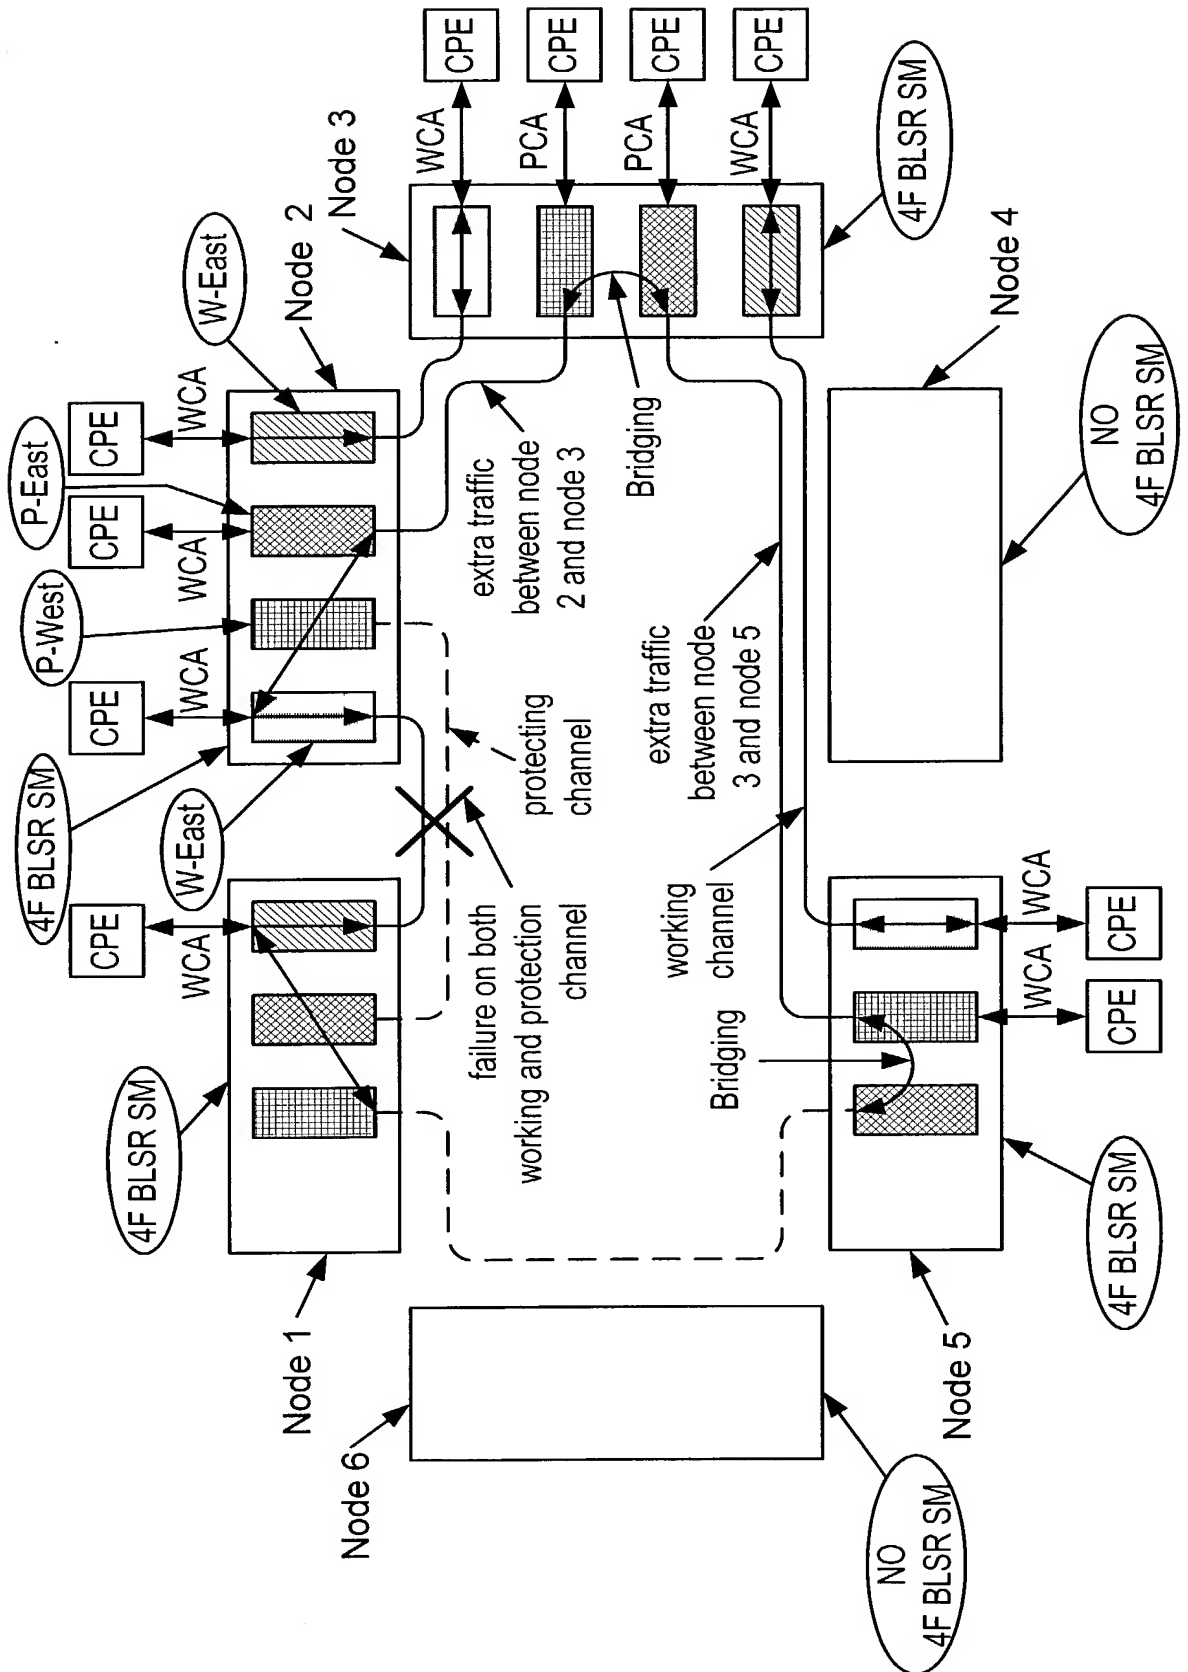 4F BLSR SM
4F BLSR SM
P-West
P-East
CPE
CPE
CPE
CPE
WCA
WCA
WCA
WCA
W-East
W-East
Node 1
Node 2
Node 3
Node 6
failure on both
working and protection
channel
protecting
channel
extra traffic
between node
2 and node 3
Bridging
CPE
WCA
CPE
PCA
CPE
PCA
CPE
WCA
extra traffic
between node
3 and node 5
working
channel
Bridging
NO
4F BLSR SM
4F BLSR SM
Node 5
Node 4
WCA
WCA
CPE
CPE
4F BLSR SM
NO
4F BLSR SM